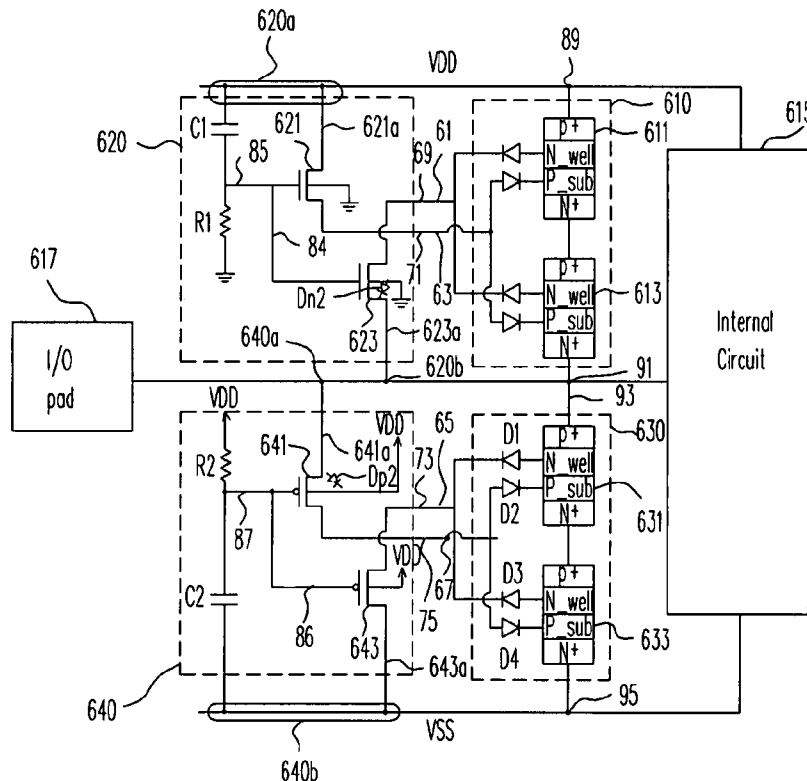 620a
VDD
89
610
615
620
C1
621
621a
69
61
p+
611
N_well
P_sub
N+
85
R1
84
71
63
p+
N_well
613
P_sub
N+
617
Dn2
623
623a
Internal
Circuit
I/O
pad
640a
620b
91
93
VDD
VDD
65
630
641
641a
73
D1
p+
N_well
P_sub
N+
R2
Dp2
D2
631
87
VDD
67
D3
p+
N_well
P_sub
N+
C2
86
643
75
D4
633
643a
640
95
VSS
640b